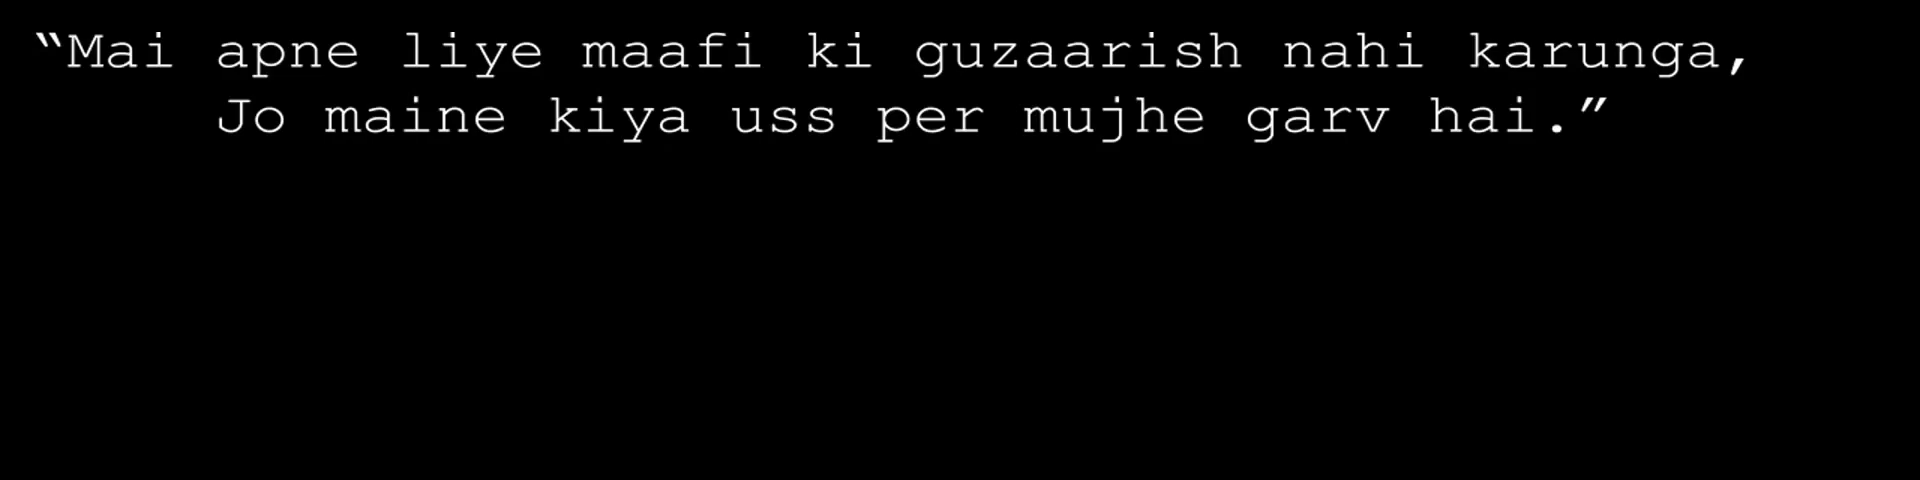 “Mai apne liye maafi ki guzaarish nahi karunga,
Jo maine kiya uss per mujhe garv hai.”